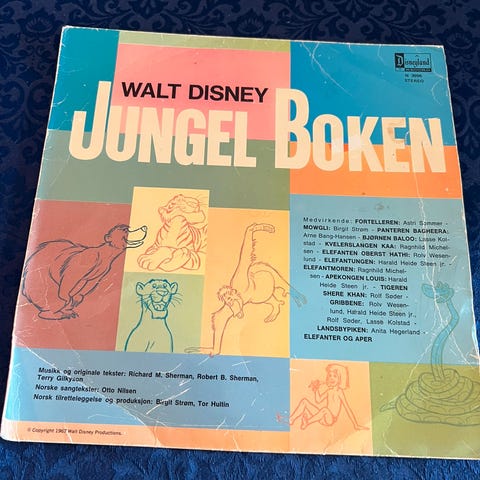 Disneyland
N 3996
STEREO
WALT DISNEY
JUNGEL BOKEN
Medvirkende: FORTELLEREN: Astri Sommer -
MOWGLI: Birgit Strøm - PANTEREN BAGHEERA:
Arne Bang-Hansen - BJØRNEN BALOO: Lasse Kol-
stad - KVELERSLANGEN KAA: Ragnhild Michel-
sen - ELEFANTEN OBERST HATHI: Rolv Wesen-
lund - ELEFANTUNGEN: Harald Heide Steen jr.,
ELEFANTMOREN: Ragnhild Michel-
sen - APEKONGEN LOUIS: Harald
Heide Steen jr., - TIGEREN
SHERE KHAN: Rolf Søder -
GRIBBENE: Rolv Wesen-
lund, Harald Heide Steen jr.,
Rolf Søder, Lasse Kolstad -
LANDSBYPIKEN: Anita Hegerland -
ELEFANTER OG APER
Musikk og originale tekster: Richard M. Sherman, Robert B. Sherman,
Terry Gilkyson
Norske sangtekster: Otto Nilsen
Norsk tilretteleggelse og produksjon: Birgit Strøm, Tor Hultin
© Copyright 1967 Walt Disney Productions.